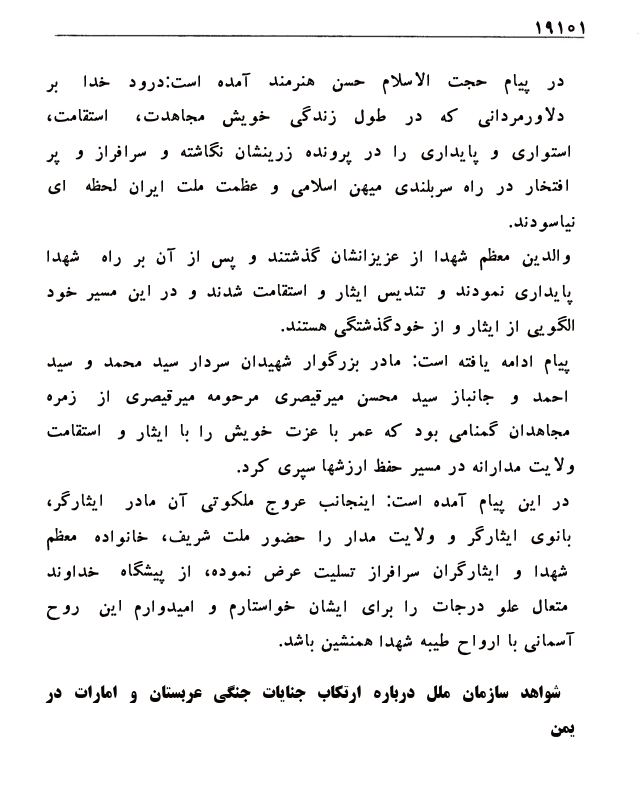 ۱۹۱۵۱
در پیام حجت الاسلام حسن هنرمند آمده است:درود خدا بر
دلاورمردانی که در طول زندگی خویش مجاهدت، استقامت،
استواری و پایداری را در پرونده زرینشان نگاشته و سرافراز و پر
افتخار در راه سربلندی میهن اسلامی و عظمت ملت ایران لحظه ای
نیاسودند.
والدین معظم شهدا از عزیزانشان گذشتند و پس از آن بر راه شهدا
پایداری نمودند و تندیس ایثار و استقامت شدند و در این مسیر خود
الگویی از ایثار و از خودگذشتگی هستند.
پیام ادامه یافته است: مادر بزرگوار شهیدان سردار سید محمد و سید
احمد و جانباز سید محسن میرقیصری مرحومه میرقیصری از زمره
مجاهدان گمنامی بود که عمر با عزت خویش را با ایثار و استقامت
ولایت مدارانه در مسیر حفظ ارزشها سپری کرد.
در این پیام آمده است: اینجانب عروج ملکوتی آن مادر ایثارگر،
بانوی ایثارگر و ولایت مدار را حضور ملت شریف، خانواده معظم
شهدا و ایثارگران سرافراز تسلیت عرض نموده، از پیشگاه خداوند
متعال علو درجات را برای ایشان خواستارم و امیدوارم این روح
آسمانی با ارواح طیبه شهدا همنشین باشد.
شواهد سازمان ملل درباره ارتکاب جنایات جنگی عربستان و امارات در
یمن